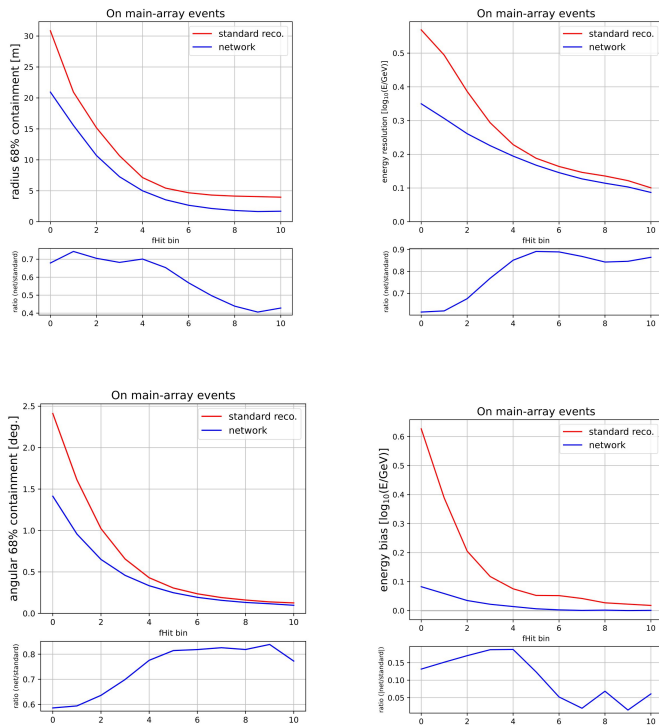 On main-array events
standard reco.
network
radius 68% containment [m]
30
25
20
15
10
5
0
0 2 4 6 8 10
fHit bin
ratio (net/standard)
0.7
0.6
0.5
0.4
0 2 4 6 8 10
On main-array events
standard reco.
network
energy resolution [log10(E/GeV)]
0.5
0.4
0.3
0.2
0.1
0.0
0 2 4 6 8 10
fHit bin
ratio (net/standard)
0.9
0.8
0.7
0 2 4 6 8 10
On main-array events
standard reco.
network
angular 68% containment [deg.]
2.5
2.0
1.5
1.0
0.5
0.0
0 2 4 6 8 10
fHit bin
ratio (net/standard)
0.8
0.7
0.6
0 2 4 6 8 10
On main-array events
standard reco.
network
energy bias [log10(E/GeV)]
0.6
0.5
0.4
0.3
0.2
0.1
0.0
0 2 4 6 8 10
fHit bin
ratio (|net|/standard|)
0.15
0.10
0.05
0 2 4 6 8 10